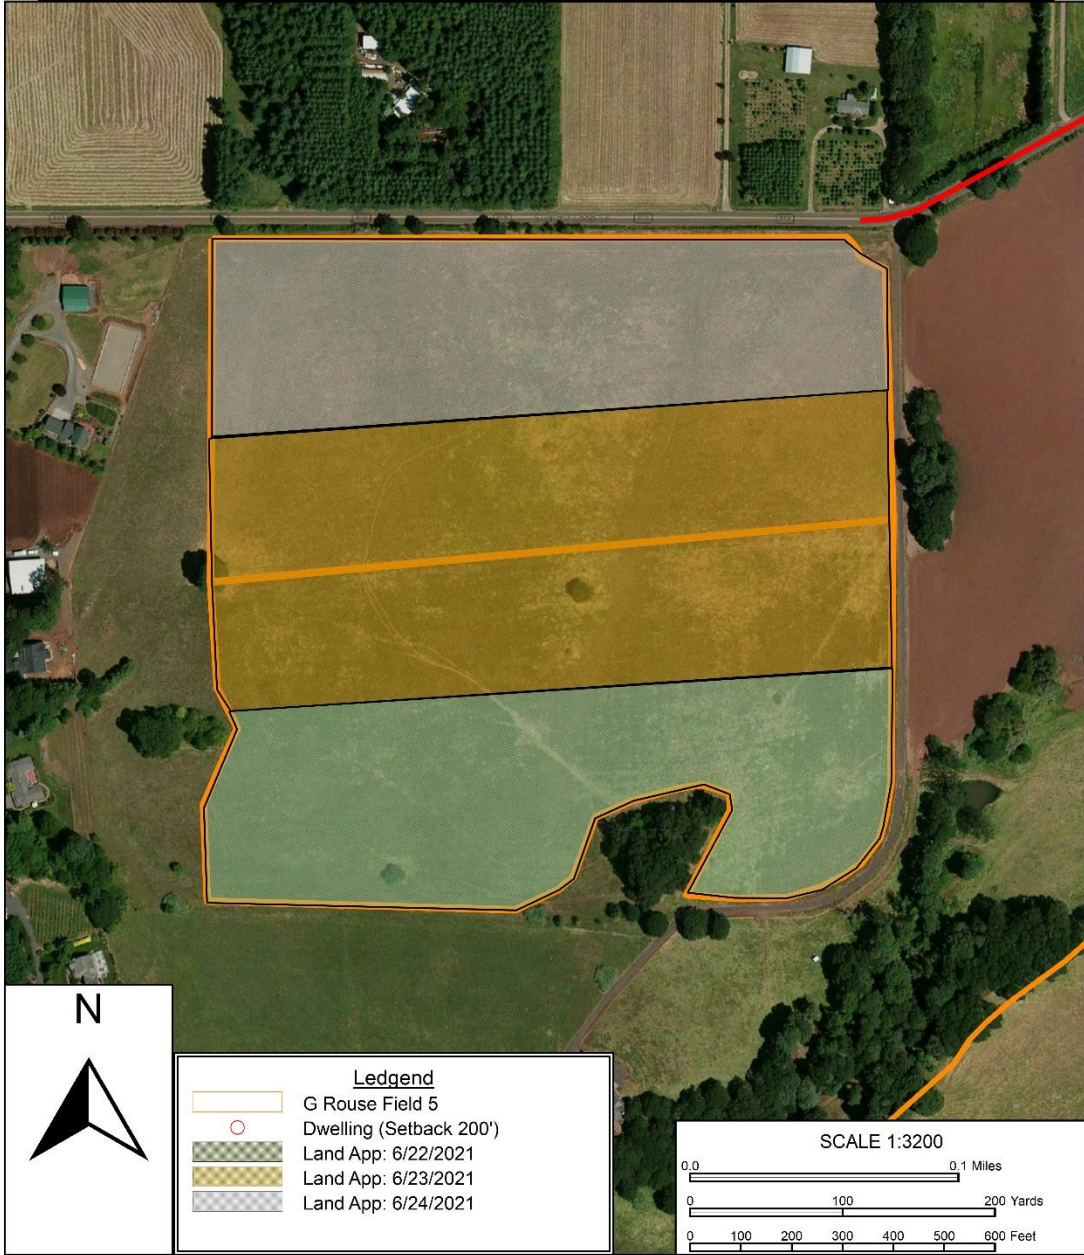 N
Ledgend
G Rouse Field 5
Dwelling (Setback 200')
Land App: 6/22/2021
Land App: 6/23/2021
Land App: 6/24/2021
SCALE 1:3200
0.0 0.1 Miles
0 100 200 Yards
0 100 200 300 400 500 600 Feet